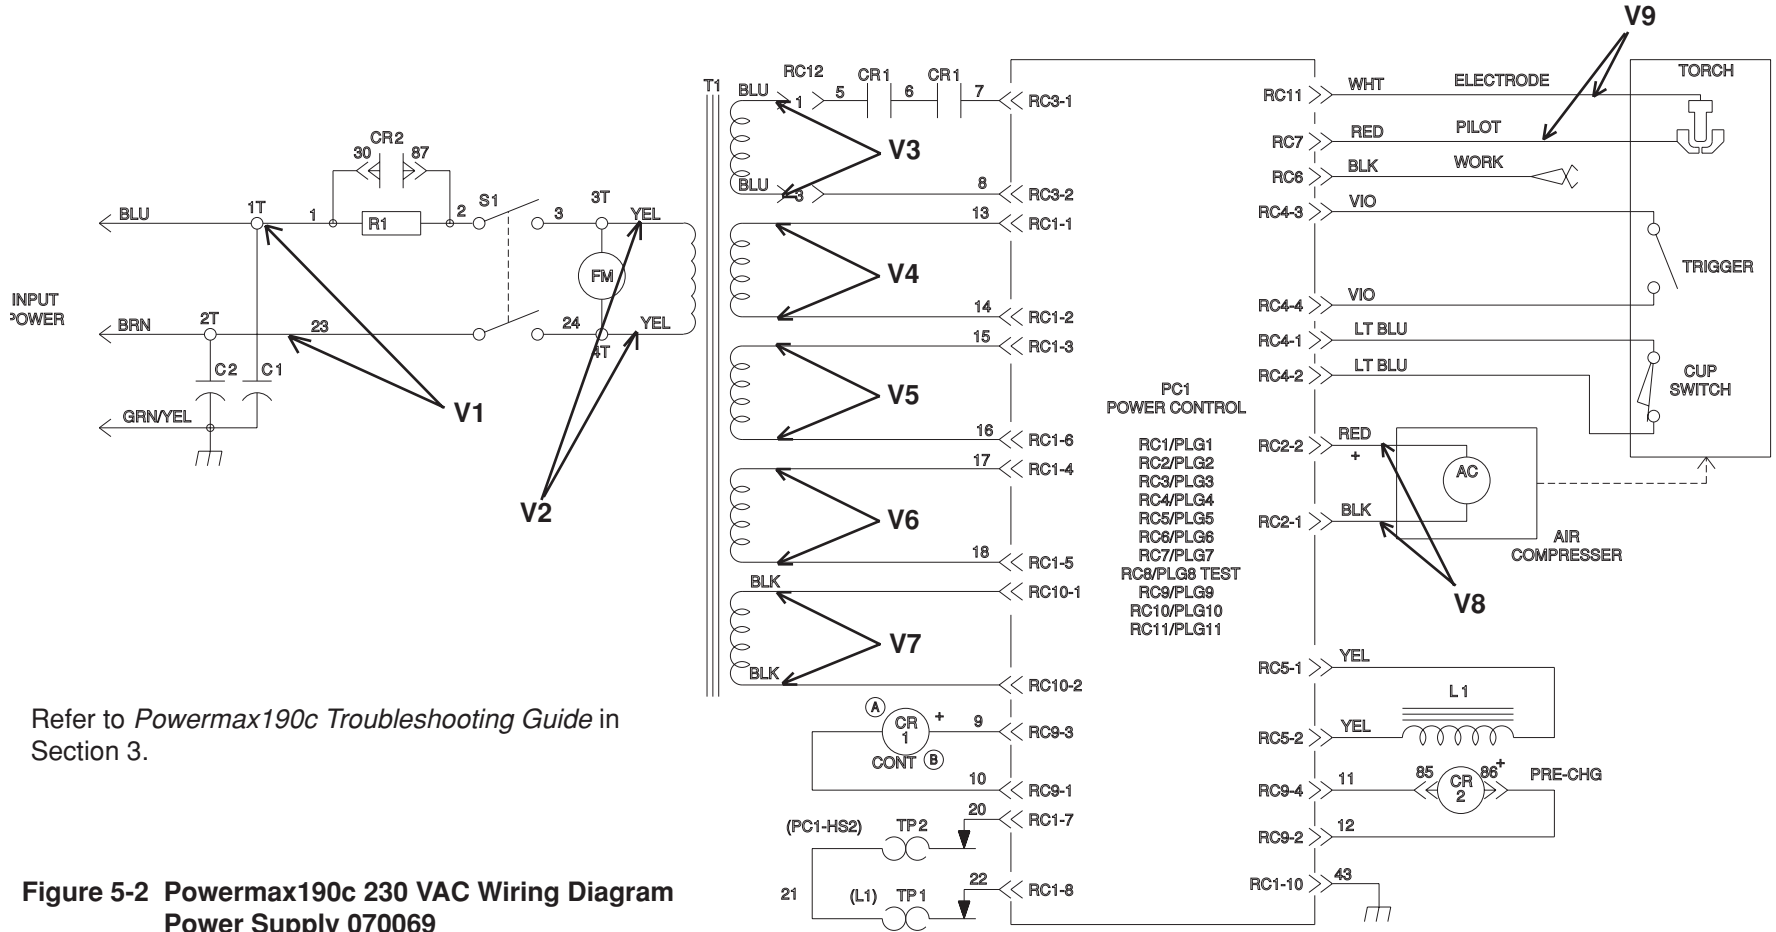 V9
RC12
CR1
CR1
T1
BLU
1
5
6
7
RC3-1
V3
BLU
3
8
RC3-2
CR2
30
87
BLU
1T
1
R1
2
S1
3
3T
YEL
FM
INPUT
POWER
BRN
2T
23
24
4T
YEL
C2
C1
GRN/YEL
V1
V2
13
RC1-1
V4
14
RC1-2
15
RC1-3
V5
16
RC1-6
17
RC1-4
V6
18
RC1-5
BLK
RC10-1
V7
BLK
RC10-2
A
CR
1
+
9
RC9-3
CONT
B
10
RC9-1
20
RC1-7
(PC1-HS2)
TP2
21
22
RC1-8
(L1)
TP1
PC1
POWER CONTROL
RC1/PLG1
RC2/PLG2
RC3/PLG3
RC4/PLG4
RC5/PLG5
RC6/PLG6
RC7/PLG7
RC8/PLG8 TEST
RC9/PLG9
RC10/PLG10
RC11/PLG11
RC11
WHT
ELECTRODE
TORCH
RC7
RED
PILOT
RC6
BLK
WORK
RC4-3
VIO
TRIGGER
RC4-4
VIO
RC4-1
LT BLU
RC4-2
LT BLU
CUP
SWITCH
RC2-2
RED
+
AC
RC2-1
BLK
AIR
COMPRESSER
V8
RC5-1
YEL
L1
RC5-2
YEL
RC9-4
11
85
CR
2
86
+
PRE-CHG
RC9-2
12
RC1-10
43
Refer to Powermax190c Troubleshooting Guide in
Section 3.
Figure 5-2 Powermax190c 230 VAC Wiring Diagram
Power Supply 070069